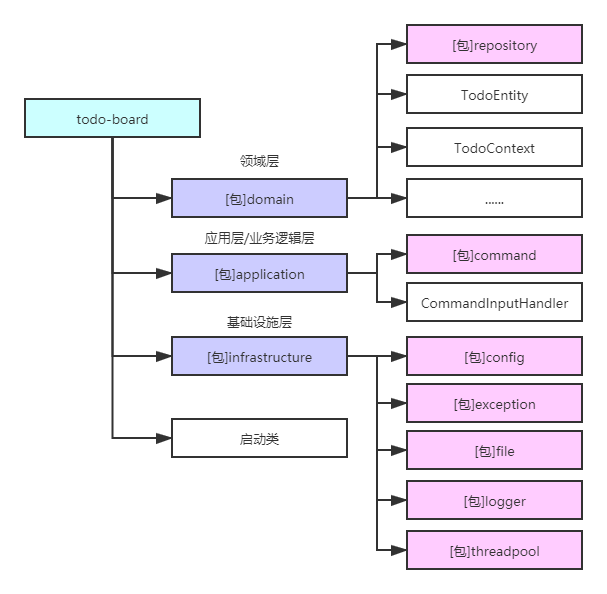 [包]repository
TodoEntity
todo-board
TodoContext
领域层
[包]domain
......
应用层/业务逻辑层
[包]command
[包]application
CommandInputHandler
基础设施层
[包]infrastructure
[包]config
[包]exception
启动类
[包]file
[包]logger
[包]threadpool